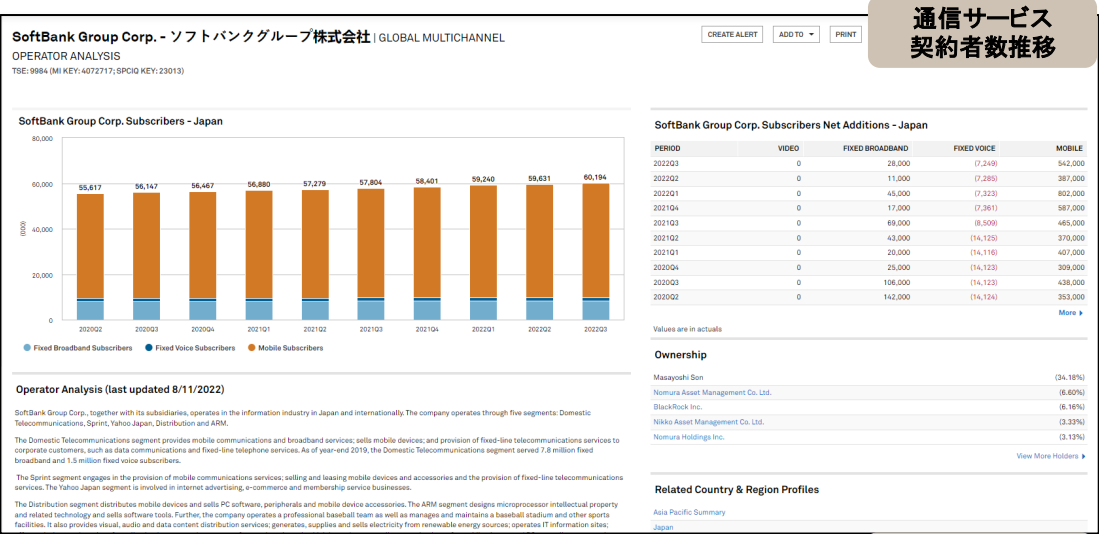 通信サービス
契約者数推移
SoftBank Group Corp. - ソフトバンクグループ株式会社 | GLOBAL MULTICHANNEL
OPERATOR ANALYSIS
TSE: 9984 (MI KEY: 4072717; SPCIQ KEY: 23013)
CREATE ALERT ADD TO PRINT
SoftBank Group Corp. Subscribers - Japan
80,000
60,000
40,000
20,000
0
(000)
55,617 56,147 56,467 56,880 57,279 57,804 58,401 59,240 59,631 60,194
2020Q2 2020Q3 2020Q4 2021Q1 2021Q2 2021Q3 2021Q4 2022Q1 2022Q2 2022Q3
Fixed Broadband Subscribers Fixed Voice Subscribers Mobile Subscribers
Operator Analysis (last updated 8/11/2022)
SoftBank Group Corp., together with its subsidiaries, operates in the information industry in Japan and internationally. The company operates through five segments: Domestic
Telecommunications, Sprint, Yahoo Japan, Distribution and ARM.
The Domestic Telecommunications segment provides mobile communications and broadband services; sells mobile devices; and provision of fixed-line telecommunications services to
corporate customers, such as data communications and fixed-line telephone services. As of year-end 2019, the Domestic Telecommunications segment served 7.8 million fixed
broadband and 1.5 million fixed voice subscribers.
The Sprint segment engages in the provision of mobile communications services; selling and leasing mobile devices and accessories and the provision of fixed-line telecommunications
services. The Yahoo Japan segment is involved in internet advertising, e-commerce and membership service businesses.
The Distribution segment distributes mobile devices and sells PC software, peripherals and mobile device accessories. The ARM segment designs microprocessor intellectual property
and related technology and sells software tools. Further, the company operates a professional baseball team as well as manages and maintains a baseball stadium and other sports
facilities. It also provides visual, audio and data content distribution services; generates, supplies and sells electricity from renewable energy sources; operates IT information sites;
SoftBank Group Corp. Subscribers Net Additions - Japan
PERIOD VIDEO FIXED BROADBAND FIXED VOICE MOBILE
2022Q3 0 28,000 (7,249) 542,000
2022Q2 0 11,000 (7,285) 387,000
2022Q1 0 45,000 (7,323) 802,000
2021Q4 0 17,000 (7,361) 587,000
2021Q3 0 69,000 (8,509) 465,000
2021Q2 0 43,000 (14,125) 370,000
2021Q1 0 20,000 (14,116) 407,000
2020Q4 0 25,000 (14,123) 309,000
2020Q3 0 106,000 (14,123) 438,000
2020Q2 0 142,000 (14,124) 353,000
More
Values are in actuals
Ownership
Masayoshi Son (34.18%)
Nomura Asset Management Co. Ltd. (6.60%)
BlackRock Inc. (6.16%)
Nikko Asset Management Co. Ltd. (3.33%)
Nomura Holdings Inc. (3.13%)
View More Holders
Related Country & Region Profiles
Asia Pacific Summary
Japan